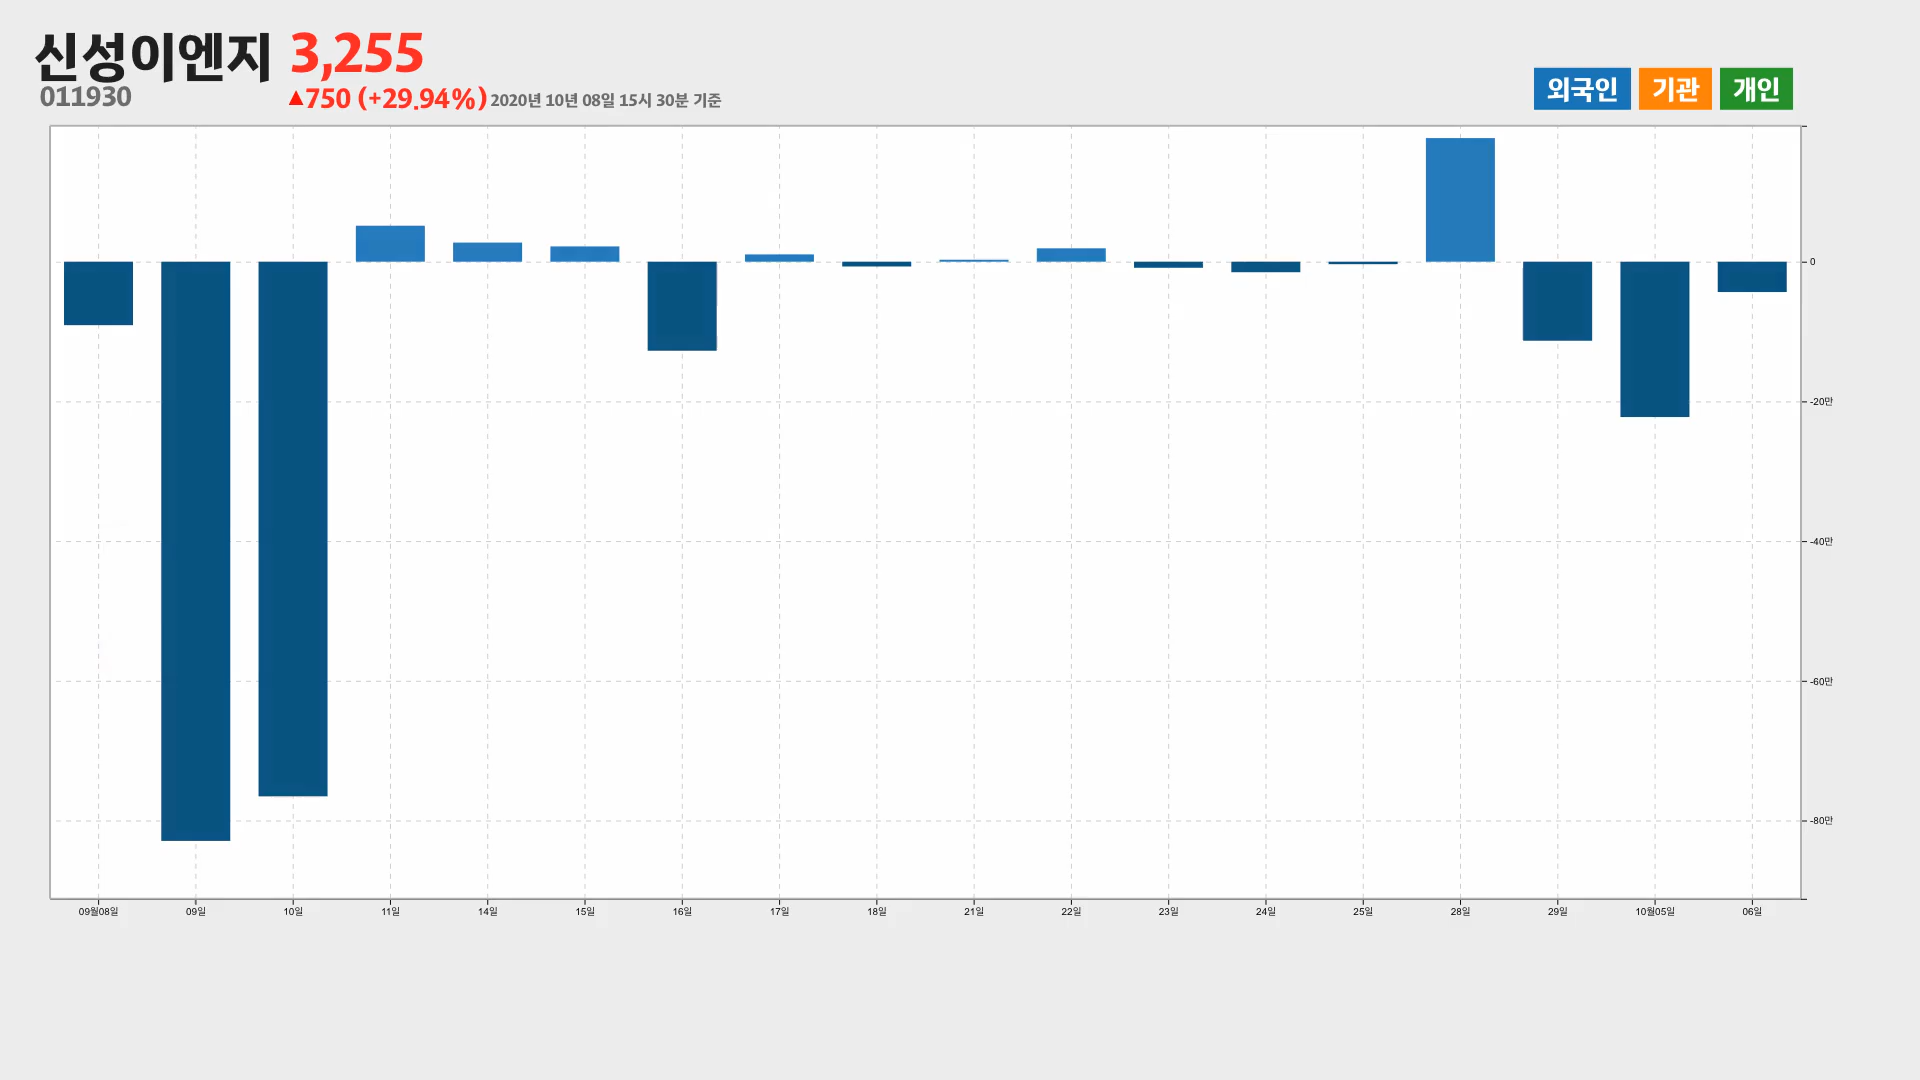 신성이엔지 3,255
011930
▲750 (+29.94%) 2020년 10년 08일 15시 30분 기준
외국인 기관 개인
0
-20만
-40만
-60만
-80만
09월08일 09일 10일 11일 14일 15일 16일 17일 18일 21일 22일 23일 24일 25일 28일 29일 10월05일 06일